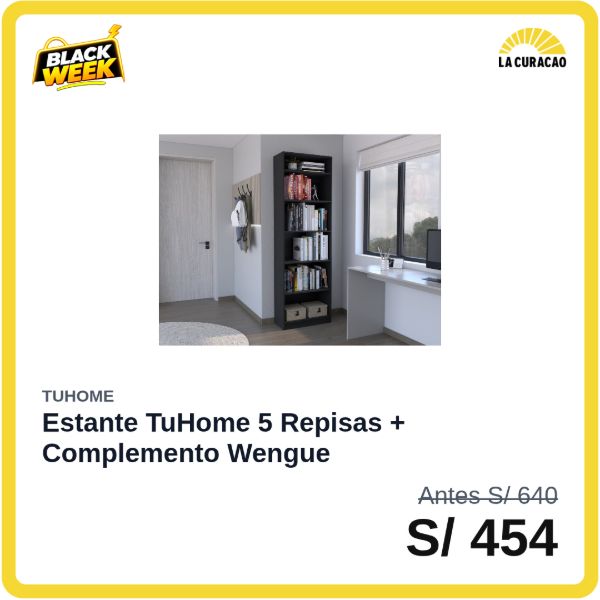 BLACK
WEEK
LA CURACAO
TUHOME
Estante TuHome 5 Repisas +
Complemento Wengue
Antes S/ 640
S/ 454